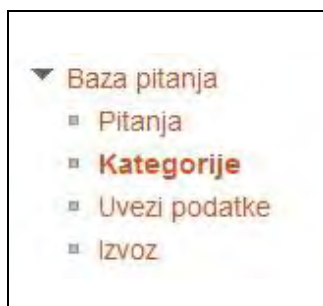 Baza pitanja
Pitanja
Kategorije
Uvezi podatke
Izvoz